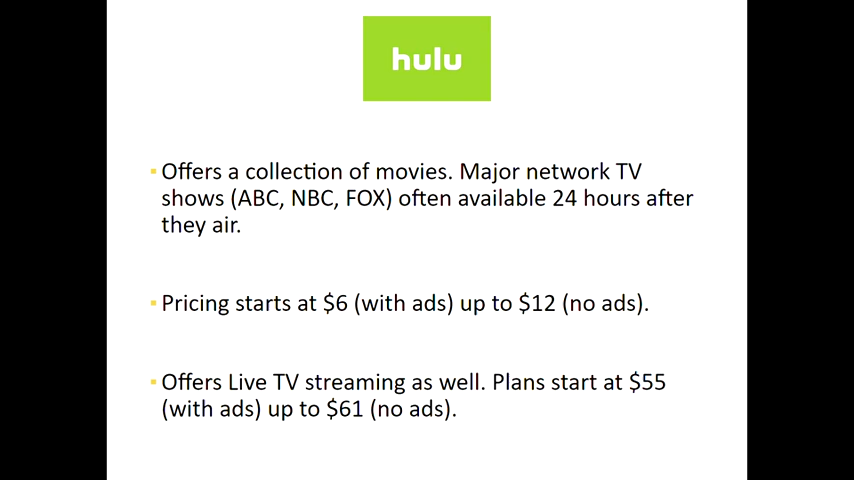 hulu
Offers a collection of movies. Major network TV
shows (ABC, NBC, FOX) often available 24 hours after
they air.
Pricing starts at $6 (with ads) up to $12 (no ads).
Offers Live TV streaming as well. Plans start at $55
(with ads) up to $61 (no ads).